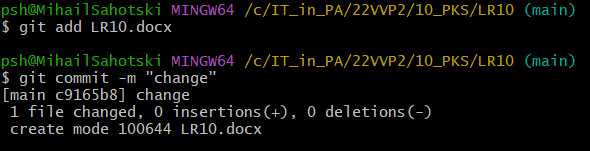 psh@MihailSahotski MINGW64 /c/IT_in_PA/22VVP2/10_PKS/LR10 (main)
$ git add LR10.docx
psh@MihailSahotski MINGW64 /c/IT_in_PA/22VVP2/10_PKS/LR10 (main)
$ git commit -m "change"
[main c9165b8] change
 1 file changed, 0 insertions(+), 0 deletions(-)
 create mode 100644 LR10.docx